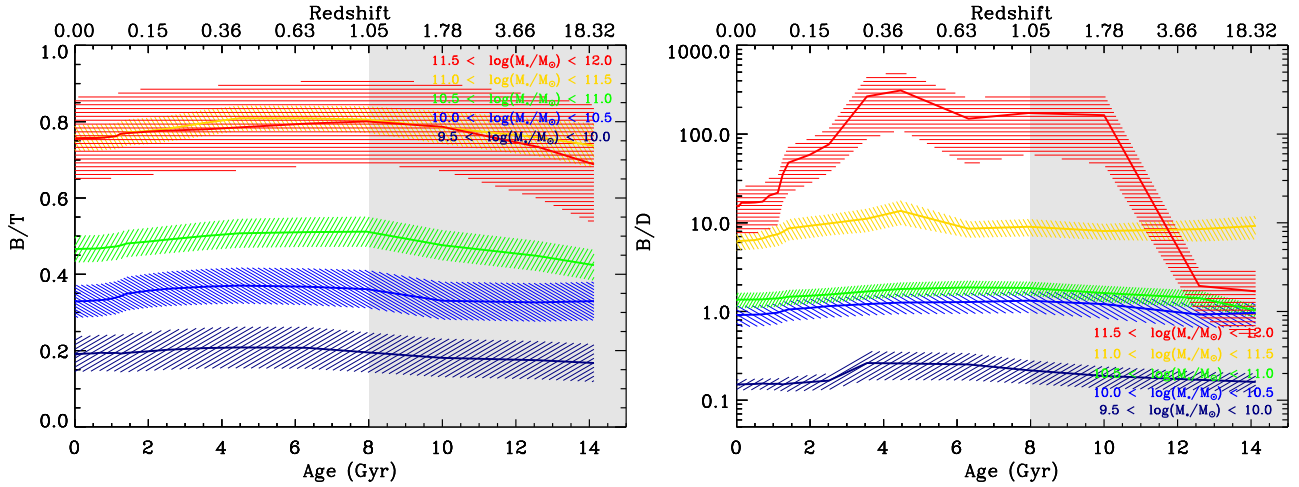 Redshift
0.00 0.15 0.36 0.63 1.05 1.78 3.66 18.32
1.0
0.8
0.6
0.4
0.2
0.0
B/T
11.5 < log(M*/M⊙) < 12.0
11.0 < log(M*/M⊙) < 11.5
10.5 < log(M*/M⊙) < 11.0
10.0 < log(M*/M⊙) < 10.5
9.5 < log(M*/M⊙) < 10.0
0 2 4 6 8 10 12 14
Age (Gyr)
Redshift
0.00 0.15 0.36 0.63 1.05 1.78 3.66 18.32
1000.0
100.0
10.0
1.0
0.1
B/D
11.5 < log(M*/M⊙) < 12.0
11.0 < log(M*/M⊙) < 11.5
10.5 < log(M*/M⊙) < 11.0
10.0 < log(M*/M⊙) < 10.5
9.5 < log(M*/M⊙) < 10.0
0 2 4 6 8 10 12 14
Age (Gyr)